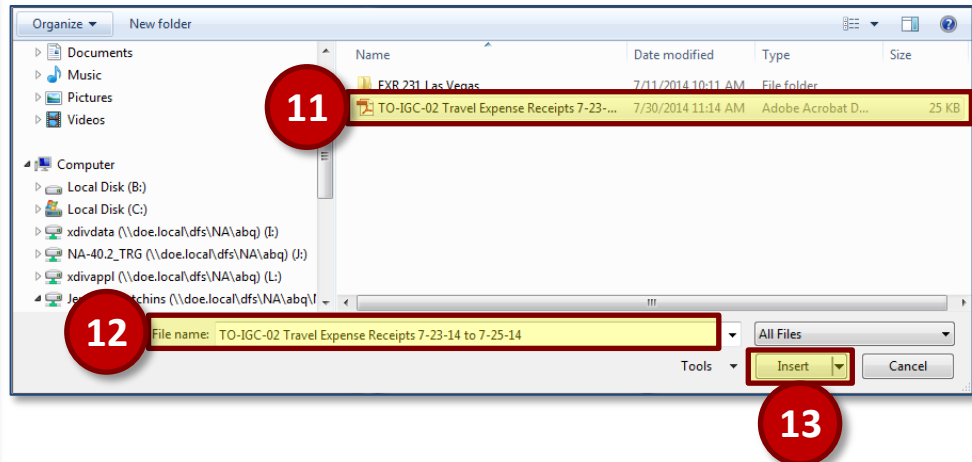 Organize New folder
Documents
Music
Pictures
Videos
Computer
Local Disk (B:)
Local Disk (C:)
xdivdata (\\doe.local\dfs\NA\abq) (I:)
NA-40.2_TRG (\\doe.local\dfs\NA\abq) (J:)
xdivappl (\\doe.local\dfs\NA\abq) (L:)
(\\doe.local\dfs\NA\abq\
Name Date modified Type Size
EXR 231 Las Vegas 7/11/2014 10:11 AM File folder
11
TO-IGC-02 Travel Expense Receipts 7-23-... 7/30/2014 11:14 AM Adobe Acrobat D... 25 KB
12
File name: TO-IGC-02 Travel Expense Receipts 7-23-14 to 7-25-14 All Files
Tools Insert Cancel
13